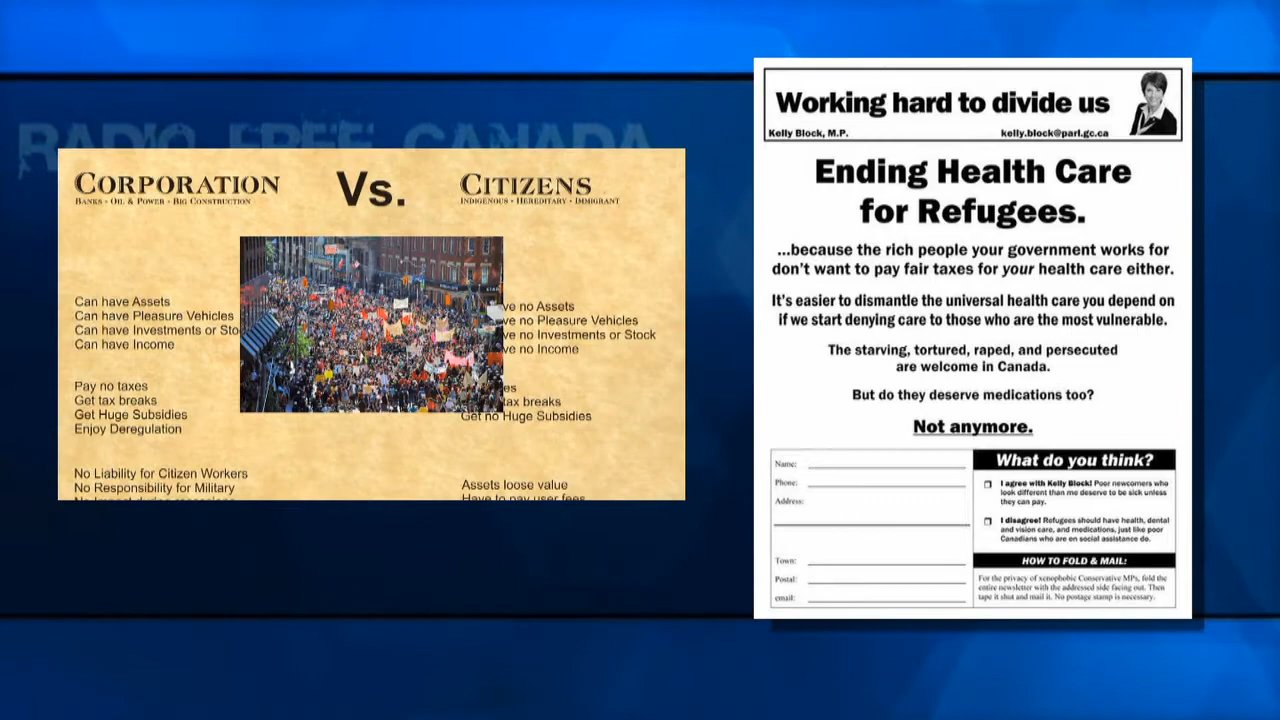 RADIO FREE CANADA
CORPORATION
BANKS • OIL & POWER • BIG CONSTRUCTION
Vs.
CITIZENS
INDIGENOUS • HEREDITARY • IMMIGRANT
Can have Assets
Can have Pleasure Vehicles
Can have Investments or Sto
Can have Income
Pay no taxes
Get tax breaks
Get Huge Subsidies
Enjoy Deregulation
No Liability for Citizen Workers
No Responsibility for Military
ve no Assets
ve no Pleasure Vehicles
ve no Investments or Stock
ve no Income
es
tax breaks
Get no Huge Subsidies
Assets loose value
Have to pay user fees
Working hard to divide us
Kelly Block, M.P.
kelly.block@parl.gc.ca
Ending Health Care
for Refugees.
...because the rich people your government works for
don't want to pay fair taxes for your health care either.
It's easier to dismantle the universal health care you depend on
if we start denying care to those who are the most vulnerable.
The starving, tortured, raped, and persecuted
are welcome in Canada.
But do they deserve medications too?
Not anymore.
Name:
Phone:
Address:
Town:
Postal:
email:
What do you think?
I agree with Kelly Block! Poor newcomers who
look different than me deserve to be sick unless
they can pay.
I disagree! Refugees should have health, dental
and vision care, and medications, just like poor
Canadians who are on social assistance do.
HOW TO FOLD & MAIL:
For the privacy of xenophobic Conservative MPs, fold the
entire newsletter with the addressed side facing out. Then
tape it shut and mail it. No postage stamp is necessary.